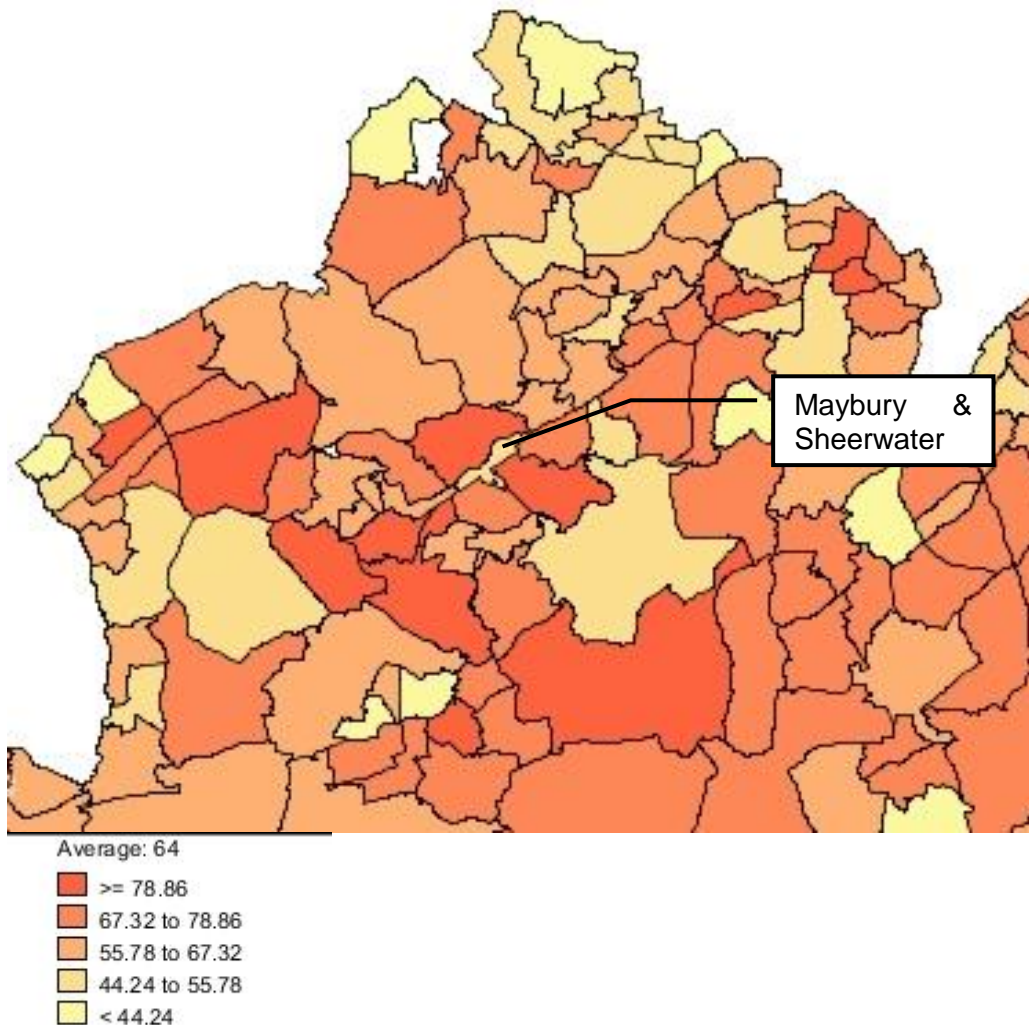 Maybury &
Sheerwater
Average: 64
>= 78.86
67.32 to 78.86
55.78 to 67.32
44.24 to 55.78
< 44.24